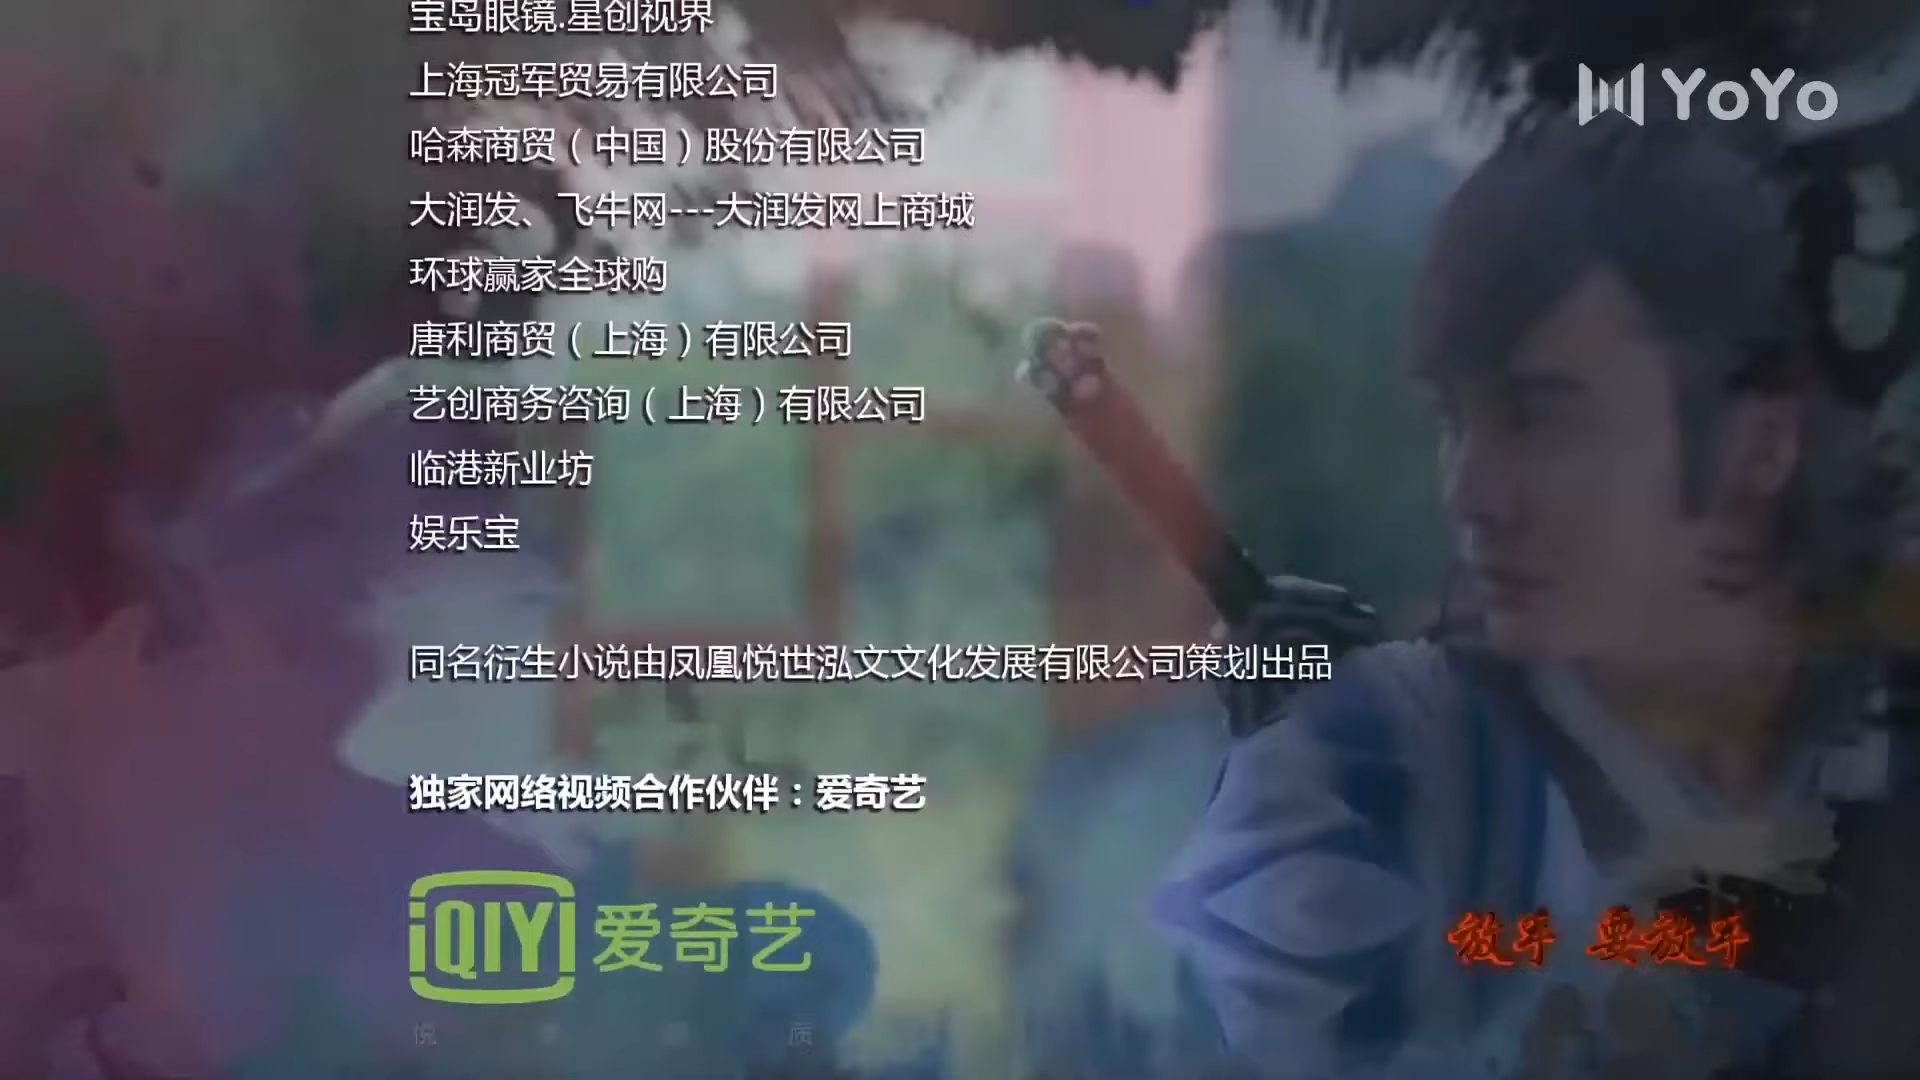 宝岛眼镜.星创视界
YoYo
上海冠军贸易有限公司
哈森商贸（中国）股份有限公司
大润发、飞牛网---大润发网上商城
环球赢家全球购
唐利商贸（上海）有限公司
艺创商务咨询（上海）有限公司
临港新业坊
娱乐宝
同名衍生小说由凤凰悦世泓文文化发展有限公司策划出品
独家网络视频合作伙伴：爱奇艺
iQIYI 爱奇艺
放手 要放手
悦 质